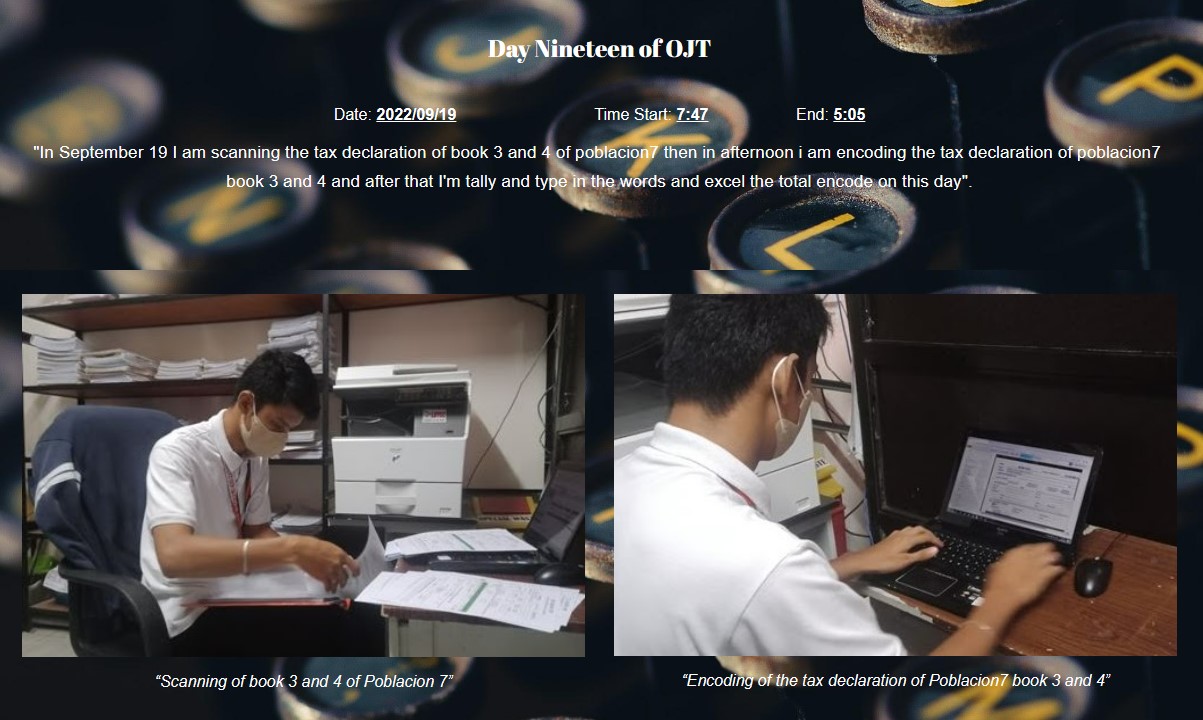 Day Nineteen of OJT
Date: 2022/09/19 Time Start: 7:47 End: 5:05
"In September 19 I am scanning the tax declaration of book 3 and 4 of poblacion7 then in afternoon i am encoding the tax declaration of poblacion7
book 3 and 4 and after that I'm tally and type in the words and excel the total encode on this day".
“Scanning of book 3 and 4 of Poblacion 7”
“Encoding of the tax declaration of Poblacion7 book 3 and 4”